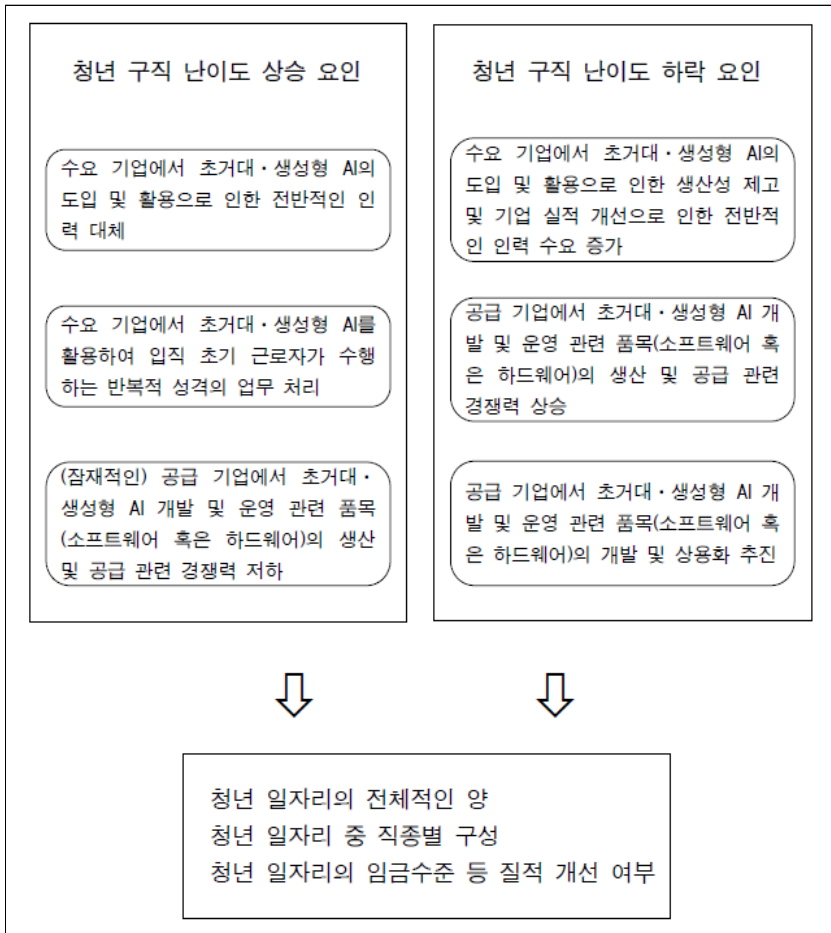 청년 구직 난이도 상승 요인
수요 기업에서 초거대・생성형 AI의
도입 및 활용으로 인한 전반적인 인
력 대체
수요 기업에서 초거대・생성형 AI를
활용하여 입직 초기 근로자가 수행
하는 반복적 성격의 업무 처리
(잠재적인) 공급 기업에서 초거대・
생성형 AI 개발 및 운영 관련 품목
(소프트웨어 혹은 하드웨어)의 생산
및 공급 관련 경쟁력 저하
청년 구직 난이도 하락 요인
수요 기업에서 초거대・생성형 AI의
도입 및 활용으로 인한 생산성 제고
및 기업 실적 개선으로 인한 전반적
인 인력 수요 증가
공급 기업에서 초거대・생성형 AI 개
발 및 운영 관련 품목(소프트웨어 혹
은 하드웨어)의 생산 및 공급 관련
경쟁력 상승
공급 기업에서 초거대・생성형 AI 개
발 및 운영 관련 품목(소프트웨어 혹
은 하드웨어)의 개발 및 상용화 추진
청년 일자리의 전체적인 양
청년 일자리 중 직종별 구성
청년 일자리의 임금수준 등 질적 개선 여부